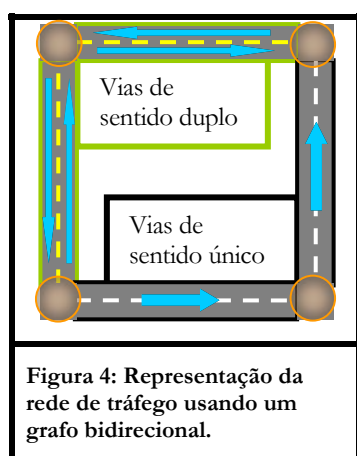 Vias de
sentido duplo
Vias de
sentido único
Figura 4: Representação da
rede de tráfego usando um
grafo bidirecional.